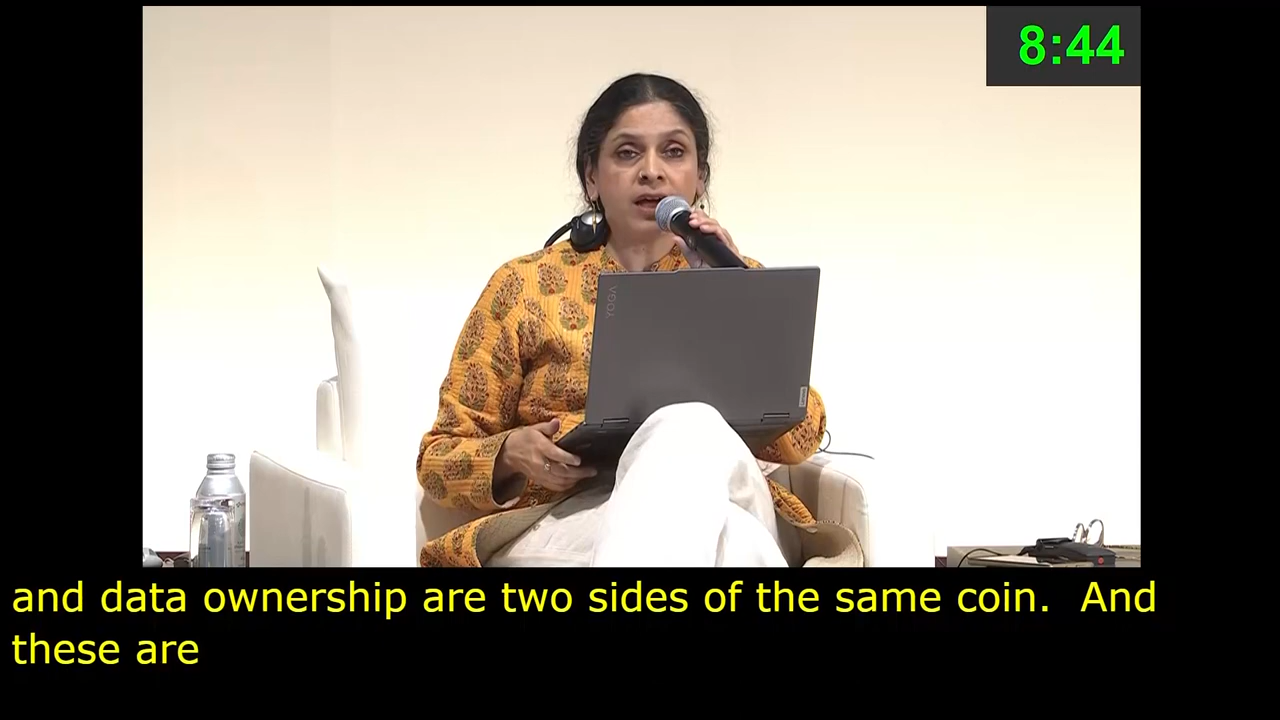 8:44
YOGA
and data ownership are two sides of the same coin.  And
these are